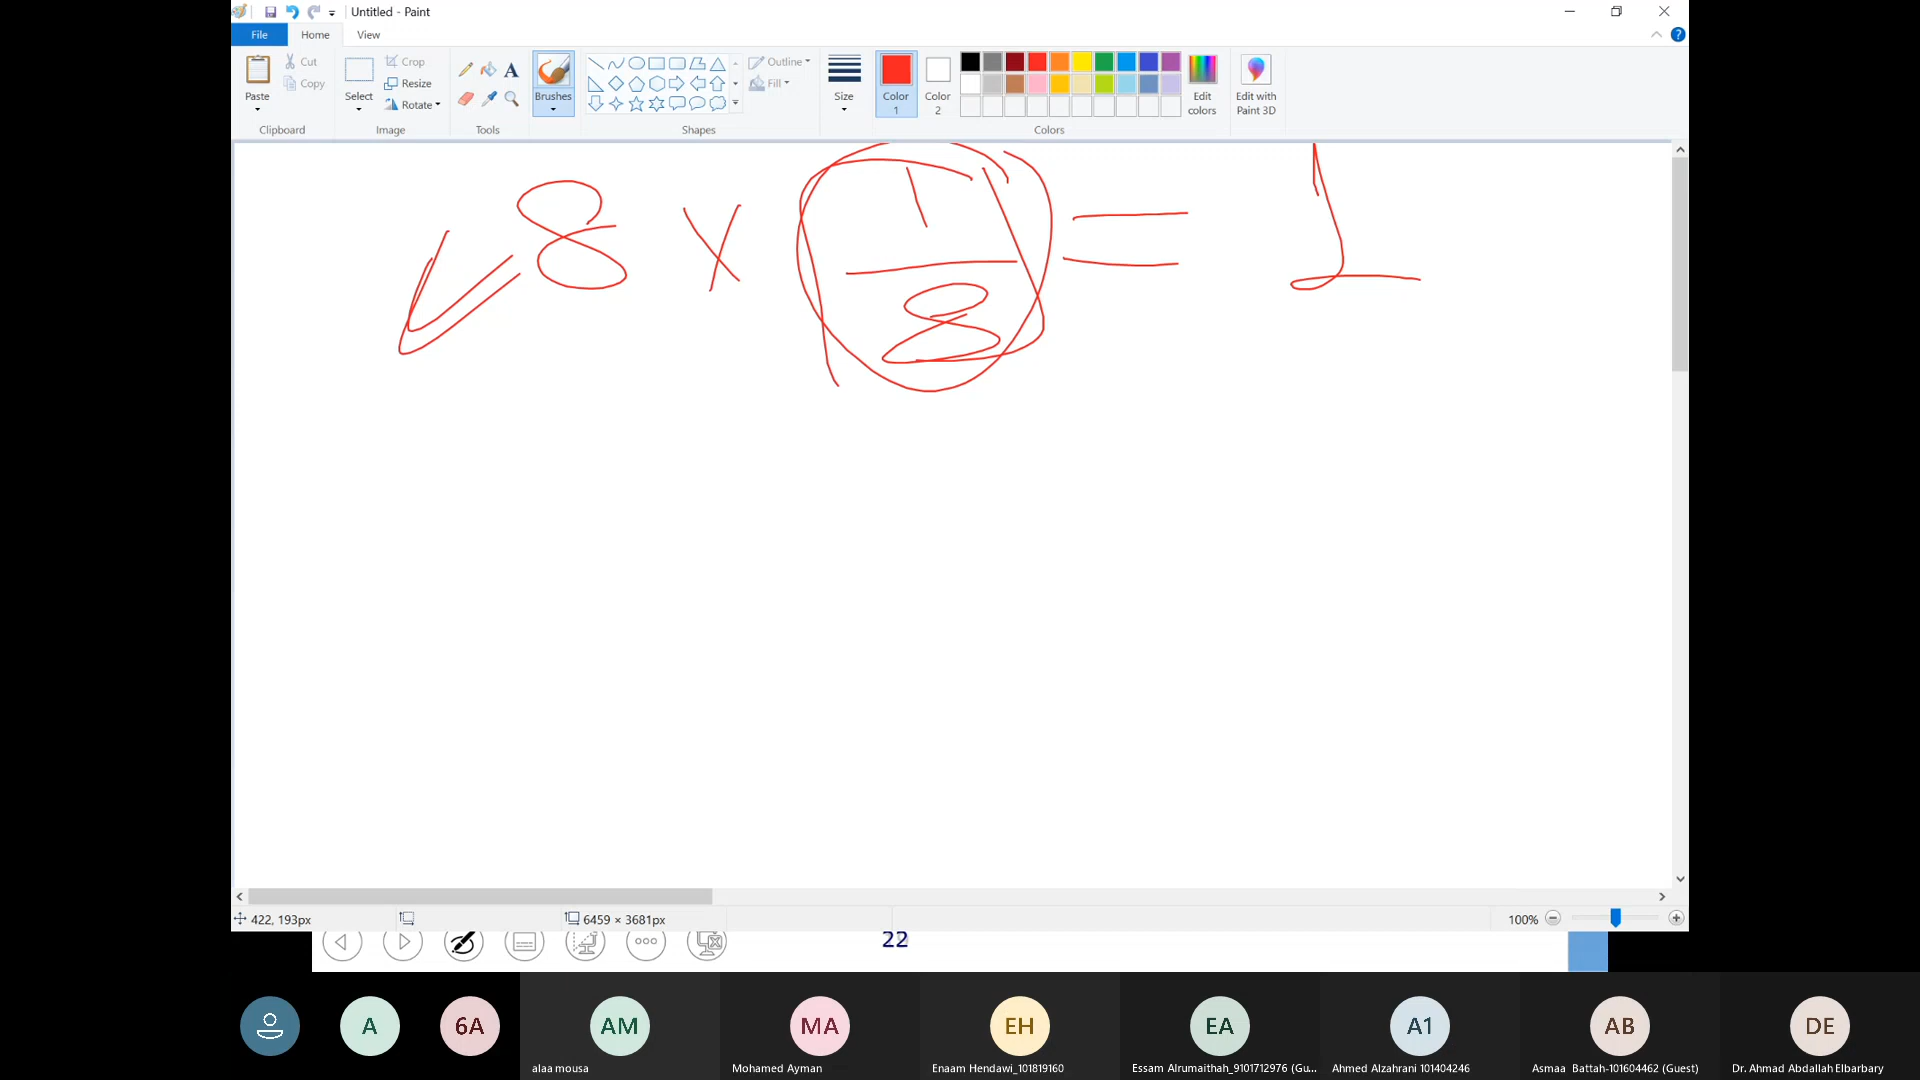 Untitled - Paint
File Home View
Paste Cut Copy Clipboard
Select Crop Resize Rotate Image
A Tools
Brushes
Outline Fill Shapes
Size
Color 1 Color 2 Edit colors Edit with Paint 3D Colors
8 x 1/8 = 1
422, 193px 6459 × 3681px 100%
22
A 6A AM MA EH EA A1 AB DE
alaa mousa Mohamed Ayman Enaam Hendawi_101819160 Essam Alrumaithah_9101712976 (Gu... Ahmed Alzahrani 101404246 Asmaa Battah-101604462 (Guest) Dr. Ahmad Abdallah Elbarbary